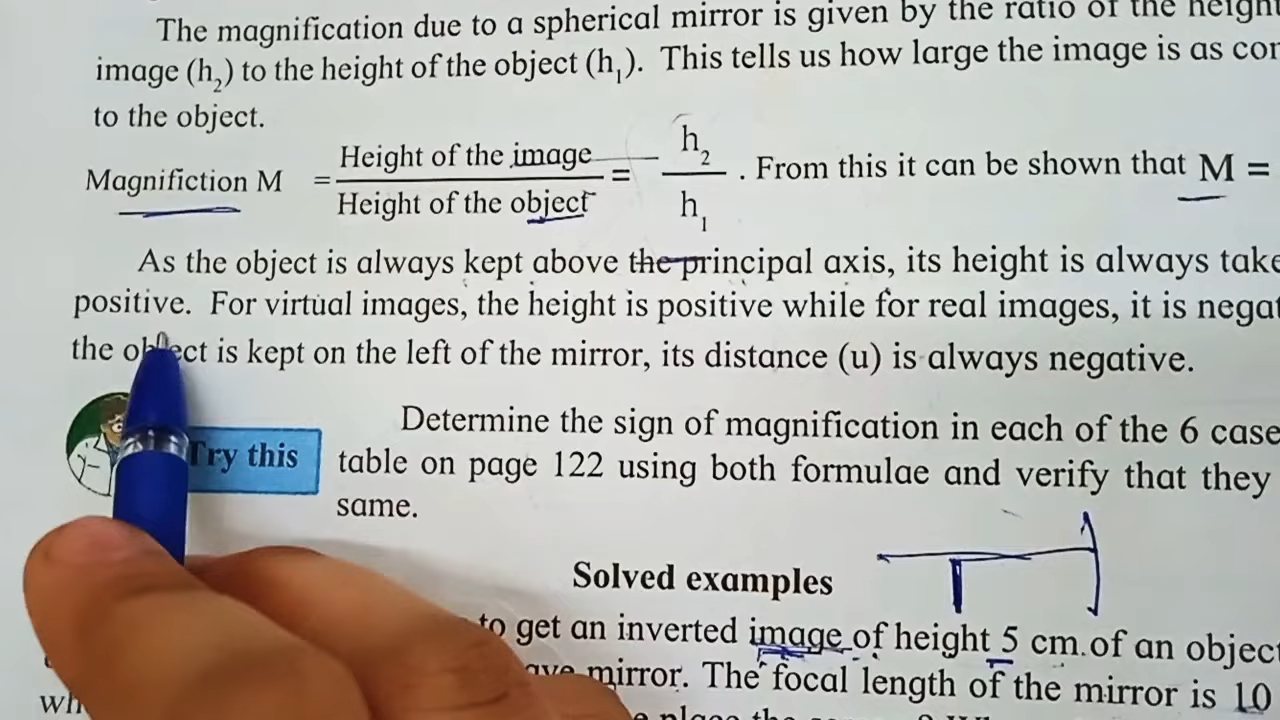 The magnification due to a spherical mirror is given by the ratio of the height
image (h₂) to the height of the object (h₁). This tells us how large the image is as com
to the object.
Magnifiction M = Height of the image / Height of the object = h₂ / h₁ . From this it can be shown that M =
As the object is always kept above the principal axis, its height is always take
positive. For virtual images, the height is positive while for real images, it is negat
the object is kept on the left of the mirror, its distance (u) is always negative.
Try this
Determine the sign of magnification in each of the 6 case
table on page 122 using both formulae and verify that they
same.
Solved examples
to get an inverted image of height 5 cm of an object
mirror. The focal length of the mirror is 10